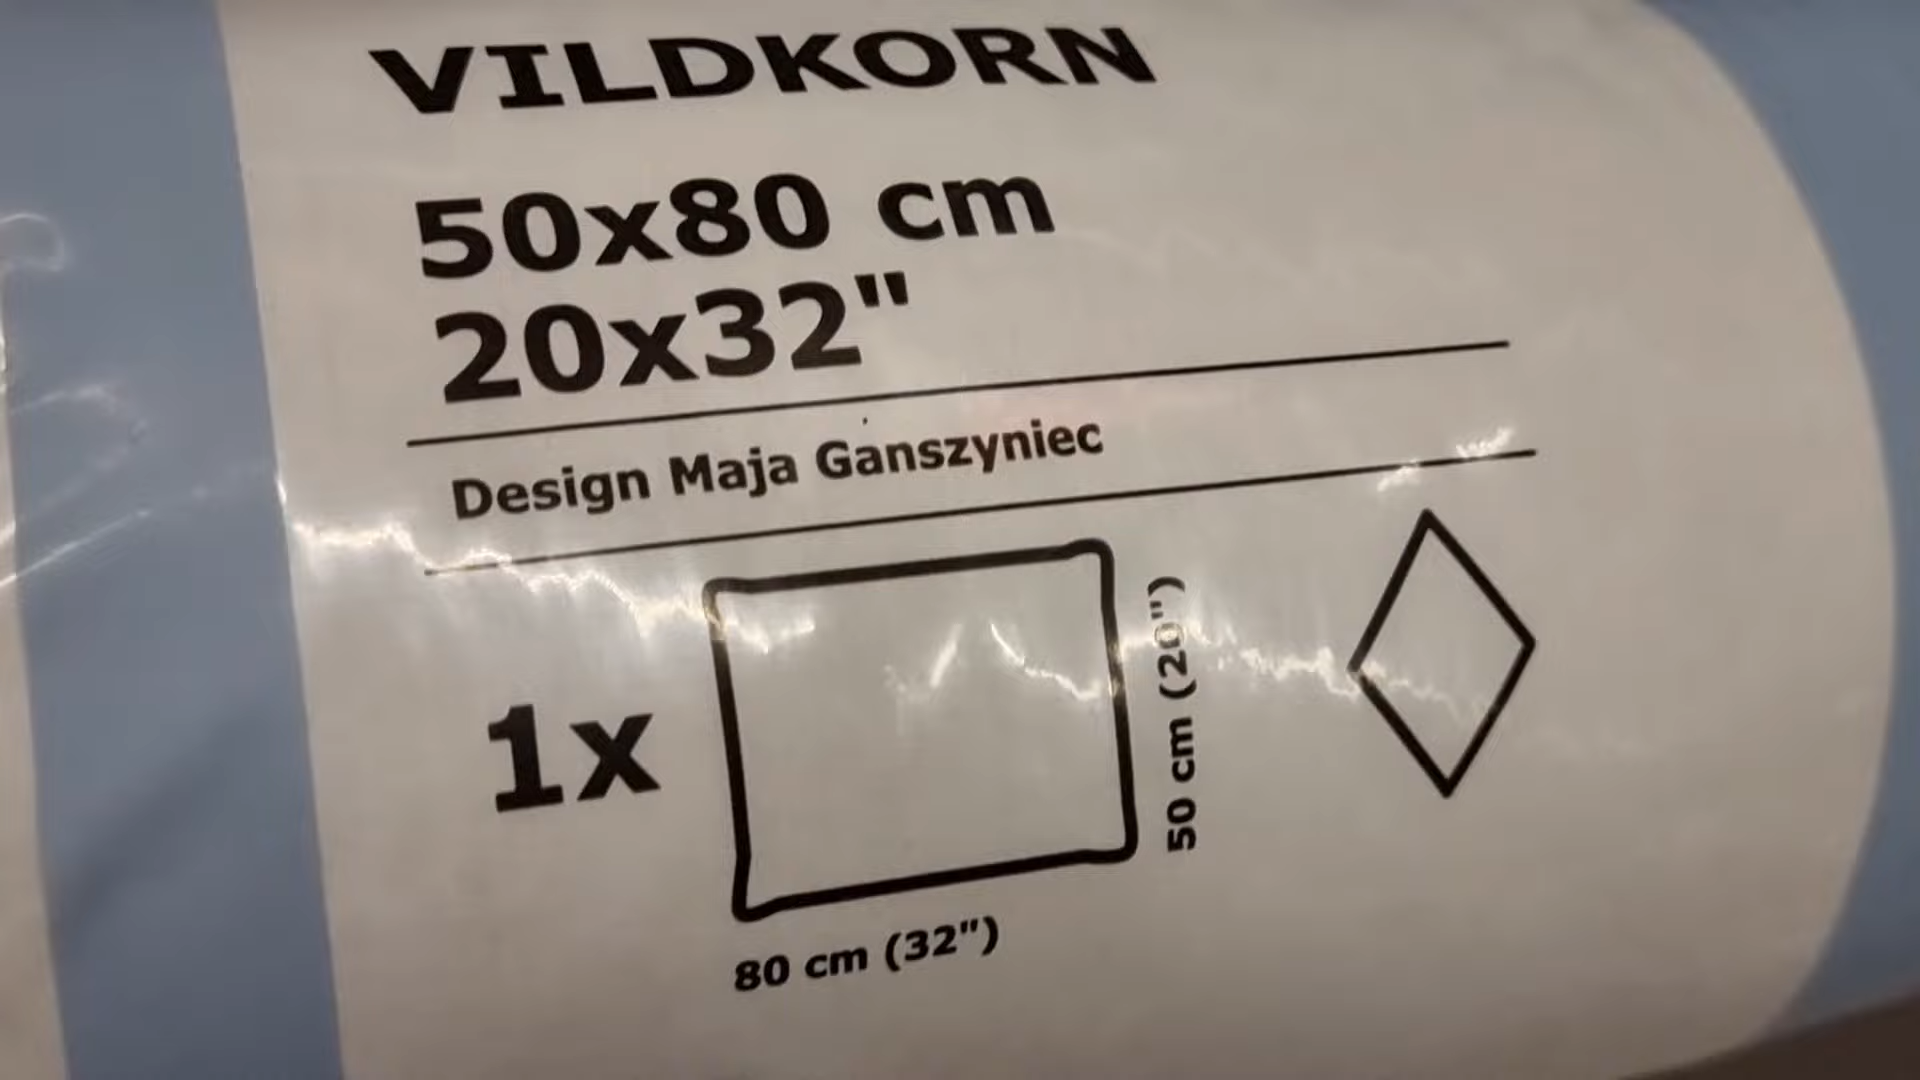 VILDKORN
50x80 cm
20x32"
Design Maja Ganszyniec
1x
50 cm (20")
80 cm (32")